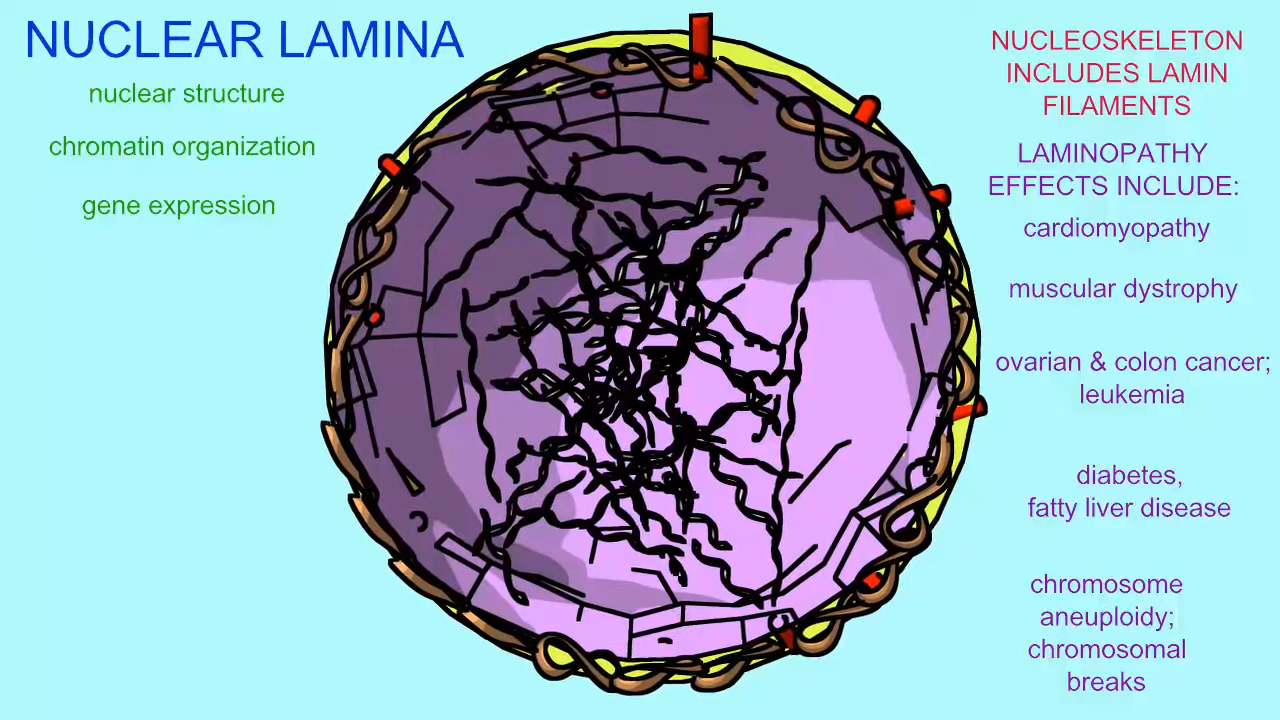 NUCLEAR LAMINA
nuclear structure
chromatin organization
gene expression
NUCLEOSKELETON
INCLUDES LAMIN
FILAMENTS
LAMINOPATHY
EFFECTS INCLUDE:
cardiomyopathy
muscular dystrophy
ovarian & colon cancer;
leukemia
diabetes,
fatty liver disease
chromosome
aneuploidy;
chromosomal
breaks